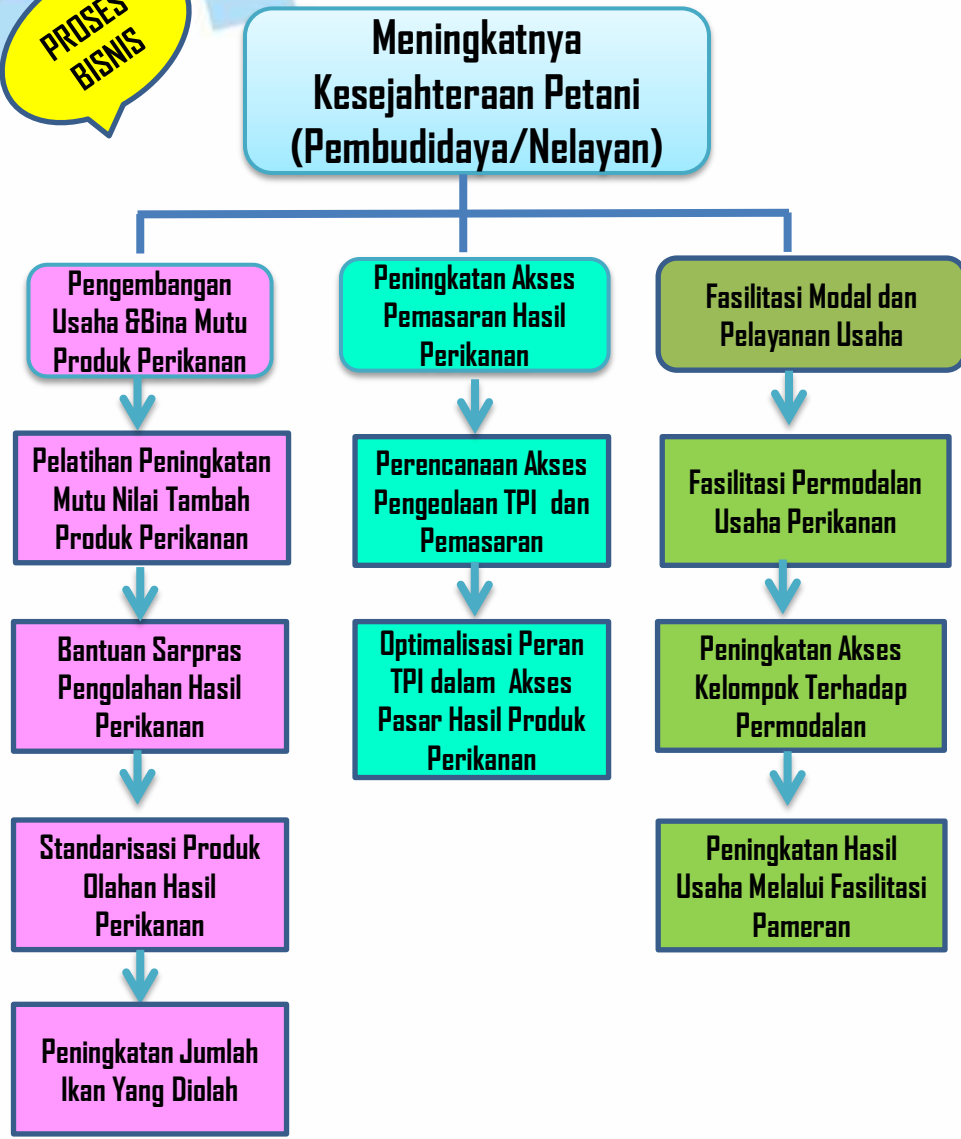 PROSES
BISNIS
Meningkatnya
Kesejahteraan Petani
(Pembudidaya/Nelayan)
Pengembangan
Usaha &Bina Mutu
Produk Perikanan
Pelatihan Peningkatan
Mutu Nilai Tambah
Produk Perikanan
Bantuan Sarpras
Pengolahan Hasil
Perikanan
Standarisasi Produk
Olahan Hasil
Perikanan
Peningkatan Jumlah
Ikan Yang Diolah
Peningkatan Akses
Pemasaran Hasil
Perikanan
Perencanaan Akses
Pengeolaan TPI dan
Pemasaran
Optimalisasi Peran
TPI dalam Akses
Pasar Hasil Produk
Perikanan
Fasilitasi Modal dan
Pelayanan Usaha
Fasilitasi Permodalan
Usaha Perikanan
Peningkatan Akses
Kelompok Terhadap
Permodalan
Peningkatan Hasil
Usaha Melalui Fasilitasi
Pameran